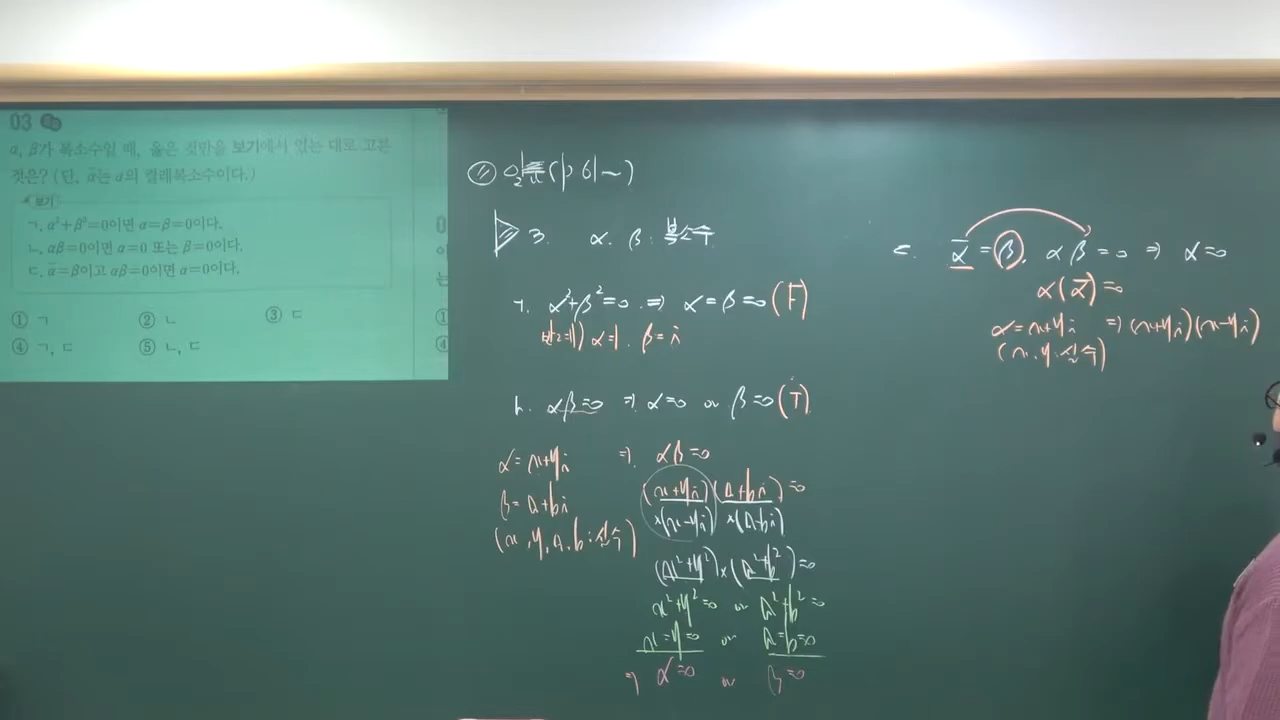 03
α, β가 복소수일 때, 옳은 것만을 보기에서 있는 대로 고른
것은? (단, ᾱ는 α의 켤레복소수이다.)
보기
ㄱ. α²+β²=0이면 α=β=0이다.
ㄴ. αβ=0이면 α=0 또는 β=0이다.
ㄷ. ᾱ=β이고 αβ=0이면 α=0이다.
① ㄱ ② ㄴ ③ ㄷ
④ ㄱ, ㄷ ⑤ ㄴ, ㄷ
(p 61 ~)
3. α. β : 복소수
ㄱ. α²+β²=0 ⇒ α=β=0 (F)
반례) α=1. β=i
ㄴ. αβ=0 ⇒ α=0 or β=0 (T)
α=x+yi ⇒ αβ=0
β=a+bi (x+yi)(a+bi)=0
(x, y, a, b : 실수) ×(x-yi) ×(a-bi)
(x²+y²)×(a²+b²)=0
x²+y²=0 or a²+b²=0
x=y=0 or a=b=0
⇒ α=0 or β=0
ㄷ. ᾱ=β, αβ=0 ⇒ α=0
α(ᾱ)=0
α=x+yi ⇒ (x+yi)(x-yi)
(x, y : 실수)